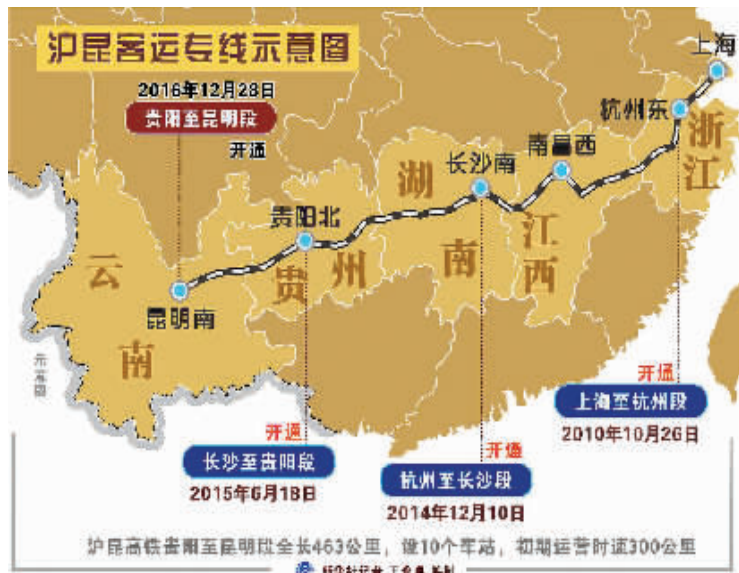 沪昆客运专线示意图
2016年12月28日
贵阳至昆明段
开通
上海
杭州东
浙江
南昌西
长沙南
湖南
江西
贵阳北
贵州
云南
昆明南
示意图
开通
上海至杭州段
2010年10月26日
开通
长沙至贵阳段
2015年6月18日
开通
杭州至长沙段
2014年12月10日
沪昆高铁贵阳至昆明段全长463公里，设10个车站，初期运营时速300公里